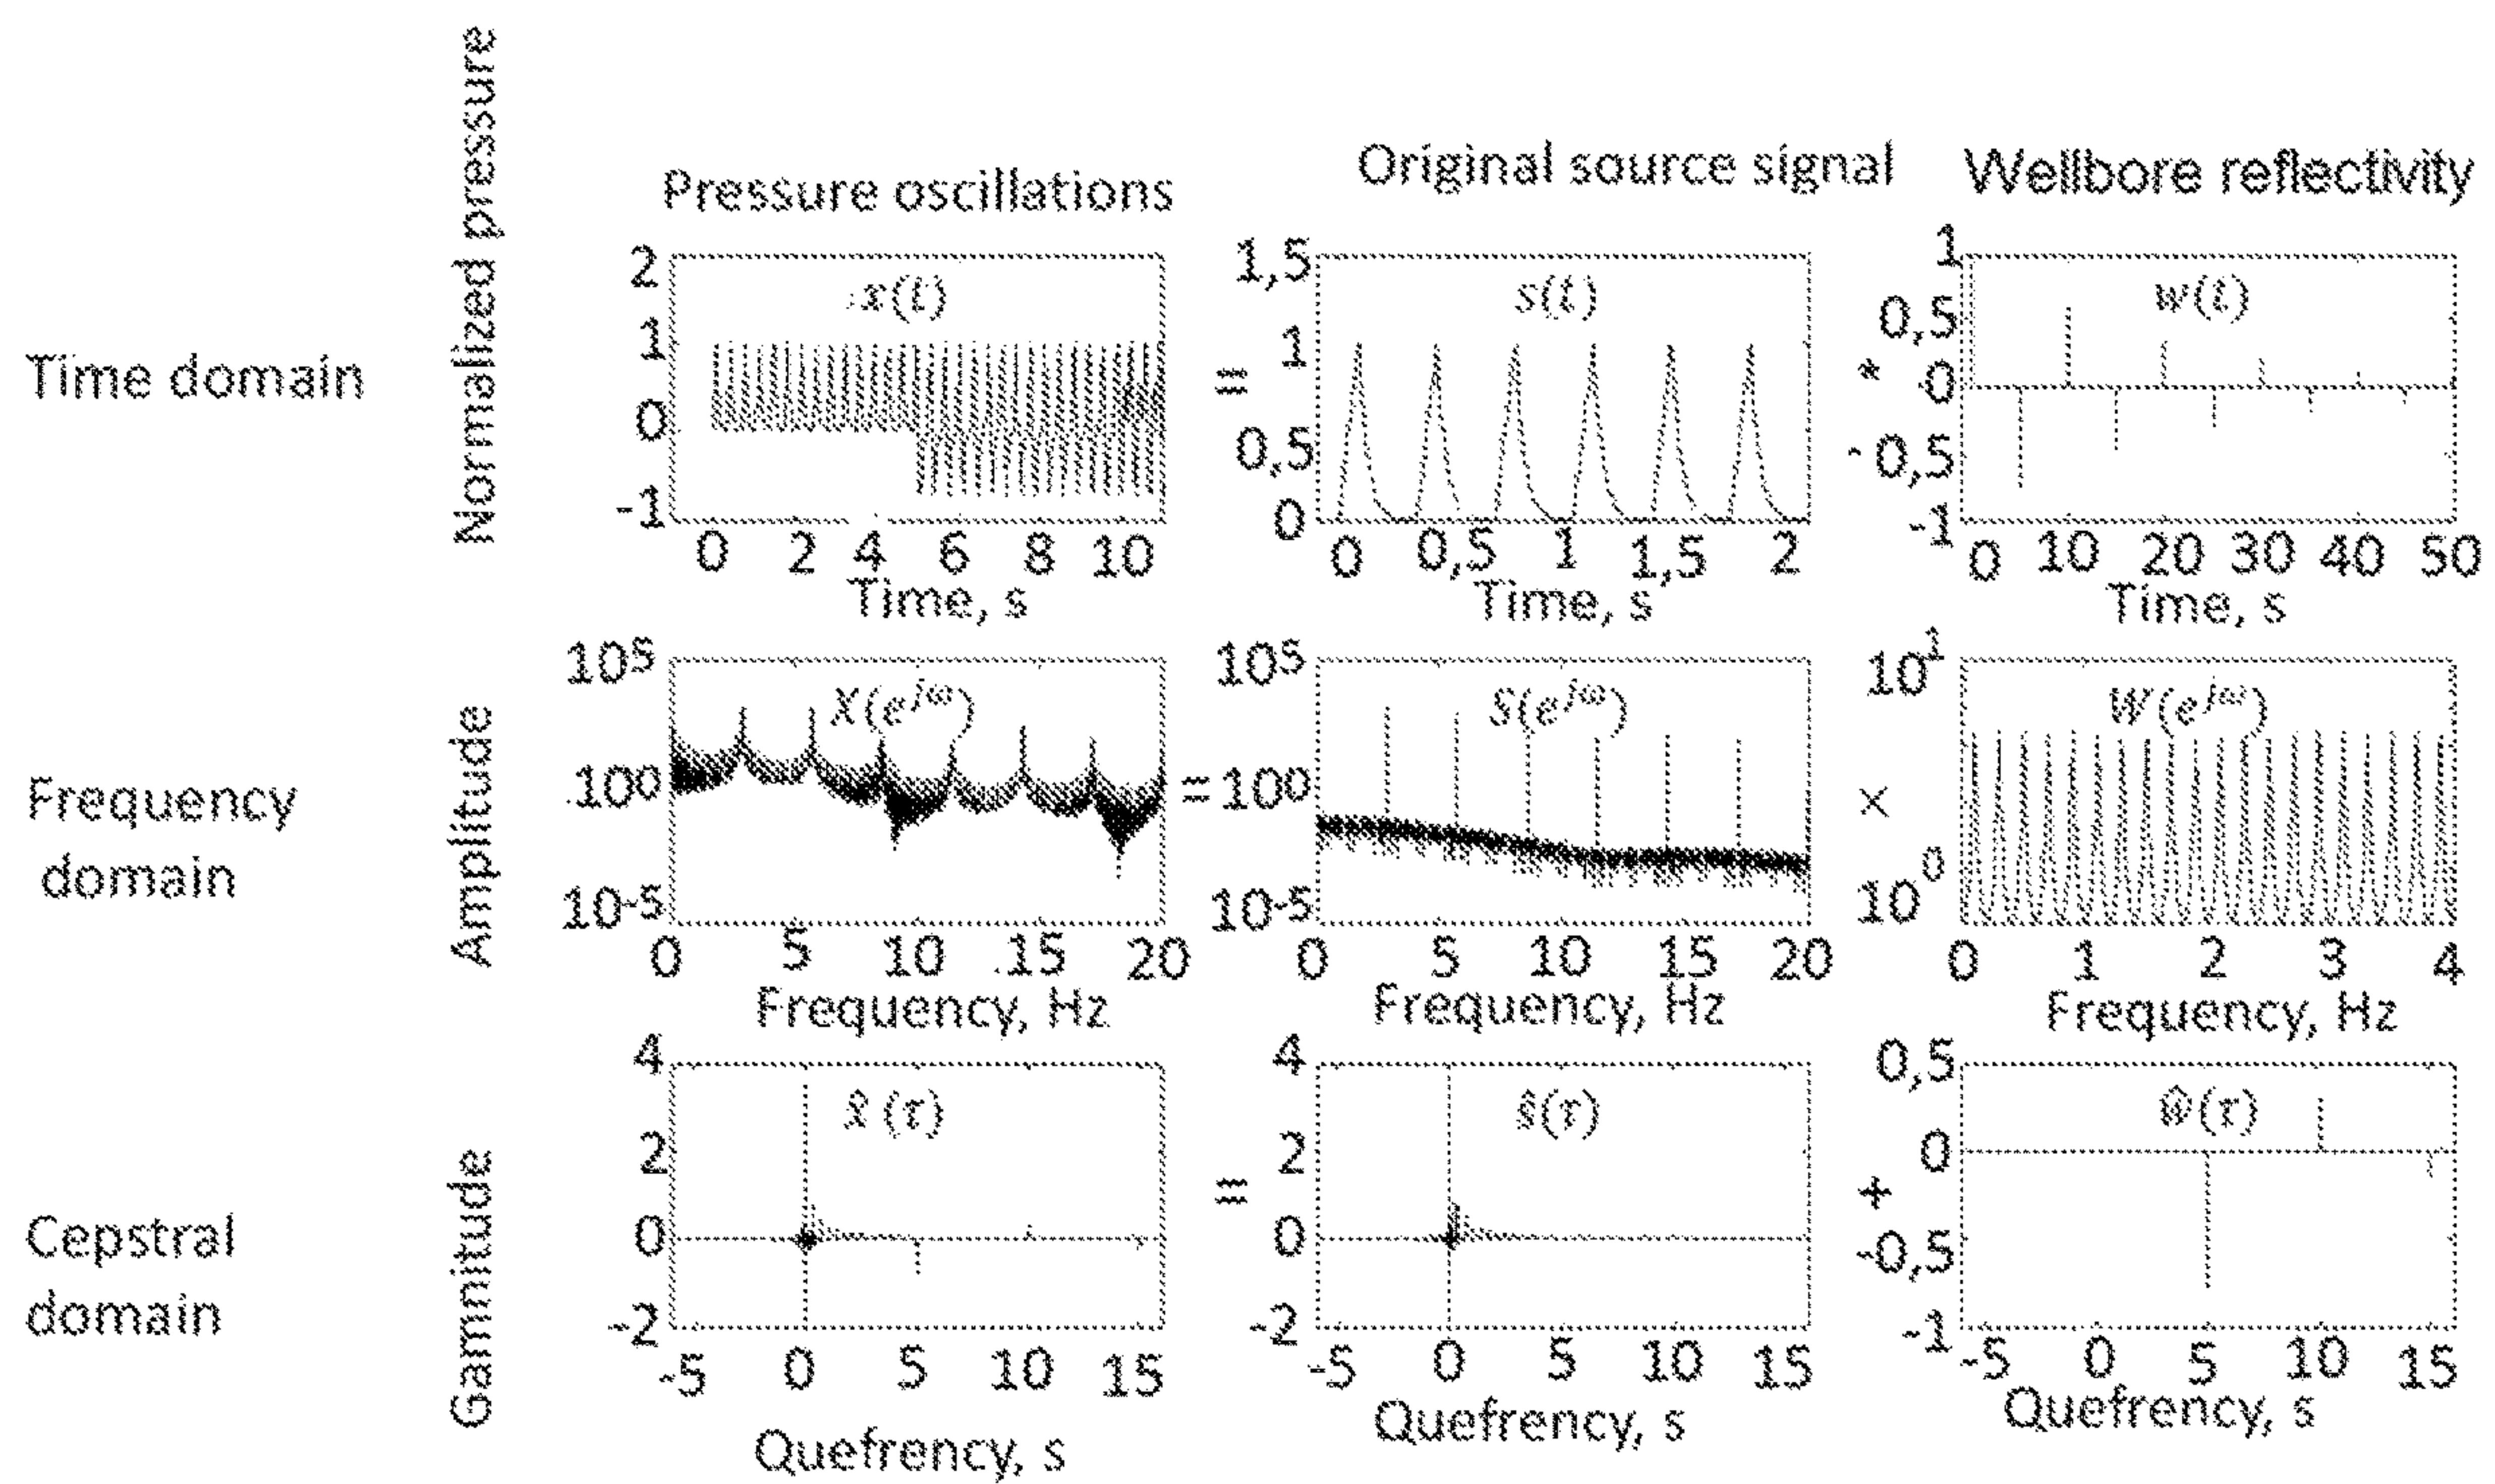 Pressure oscillations
Original source signal
Wellbore reflectivity
Time domain
Normalized pressure
2
1
0
-1
x(t)
0 2 4 6 8 10
Time, s
=
1,5
1
0,5
0
s(t)
0 0,5 1 1,5 2
Time, s
*
1
0,5
0
-0,5
-1
w(t)
0 10 20 30 40 50
Time, s
Frequency
domain
Amplitude
10⁵
10⁰
10⁻⁵
X(e^{jω})
0 5 10 15 20
Frequency, Hz
=
10⁵
10⁰
10⁻⁵
S(e^{jω})
0 5 10 15 20
Frequency, Hz
×
10¹
10⁰
W(e^{jω})
0 1 2 3 4
Frequency, Hz
Cepstral
domain
Gamnitude
4
2
0
-2
x̂(τ)
-5 0 5 10 15
Quefrency, s
=
4
2
0
-2
ŝ(τ)
-5 0 5 10 15
Quefrency, s
+
0,5
0
-0,5
-1
ŵ(τ)
-5 0 5 10 15
Quefrency, s